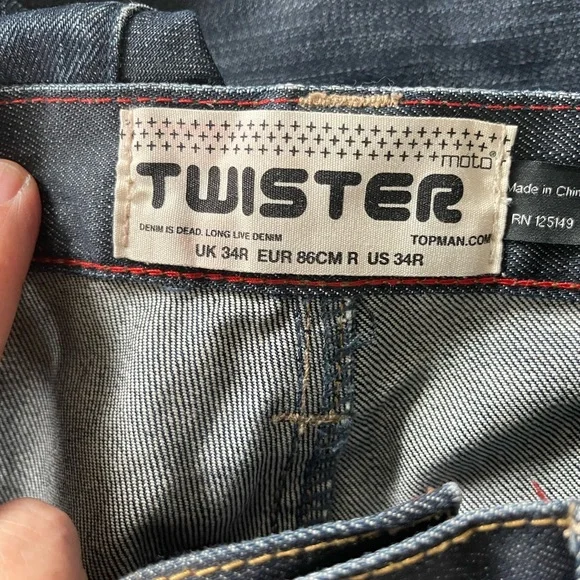 moto®
TWISTER
DENIM IS DEAD. LONG LIVE DENIM
TOPMAN.COM
UK 34R EUR 86CM R US 34R
Made in
RN 125149